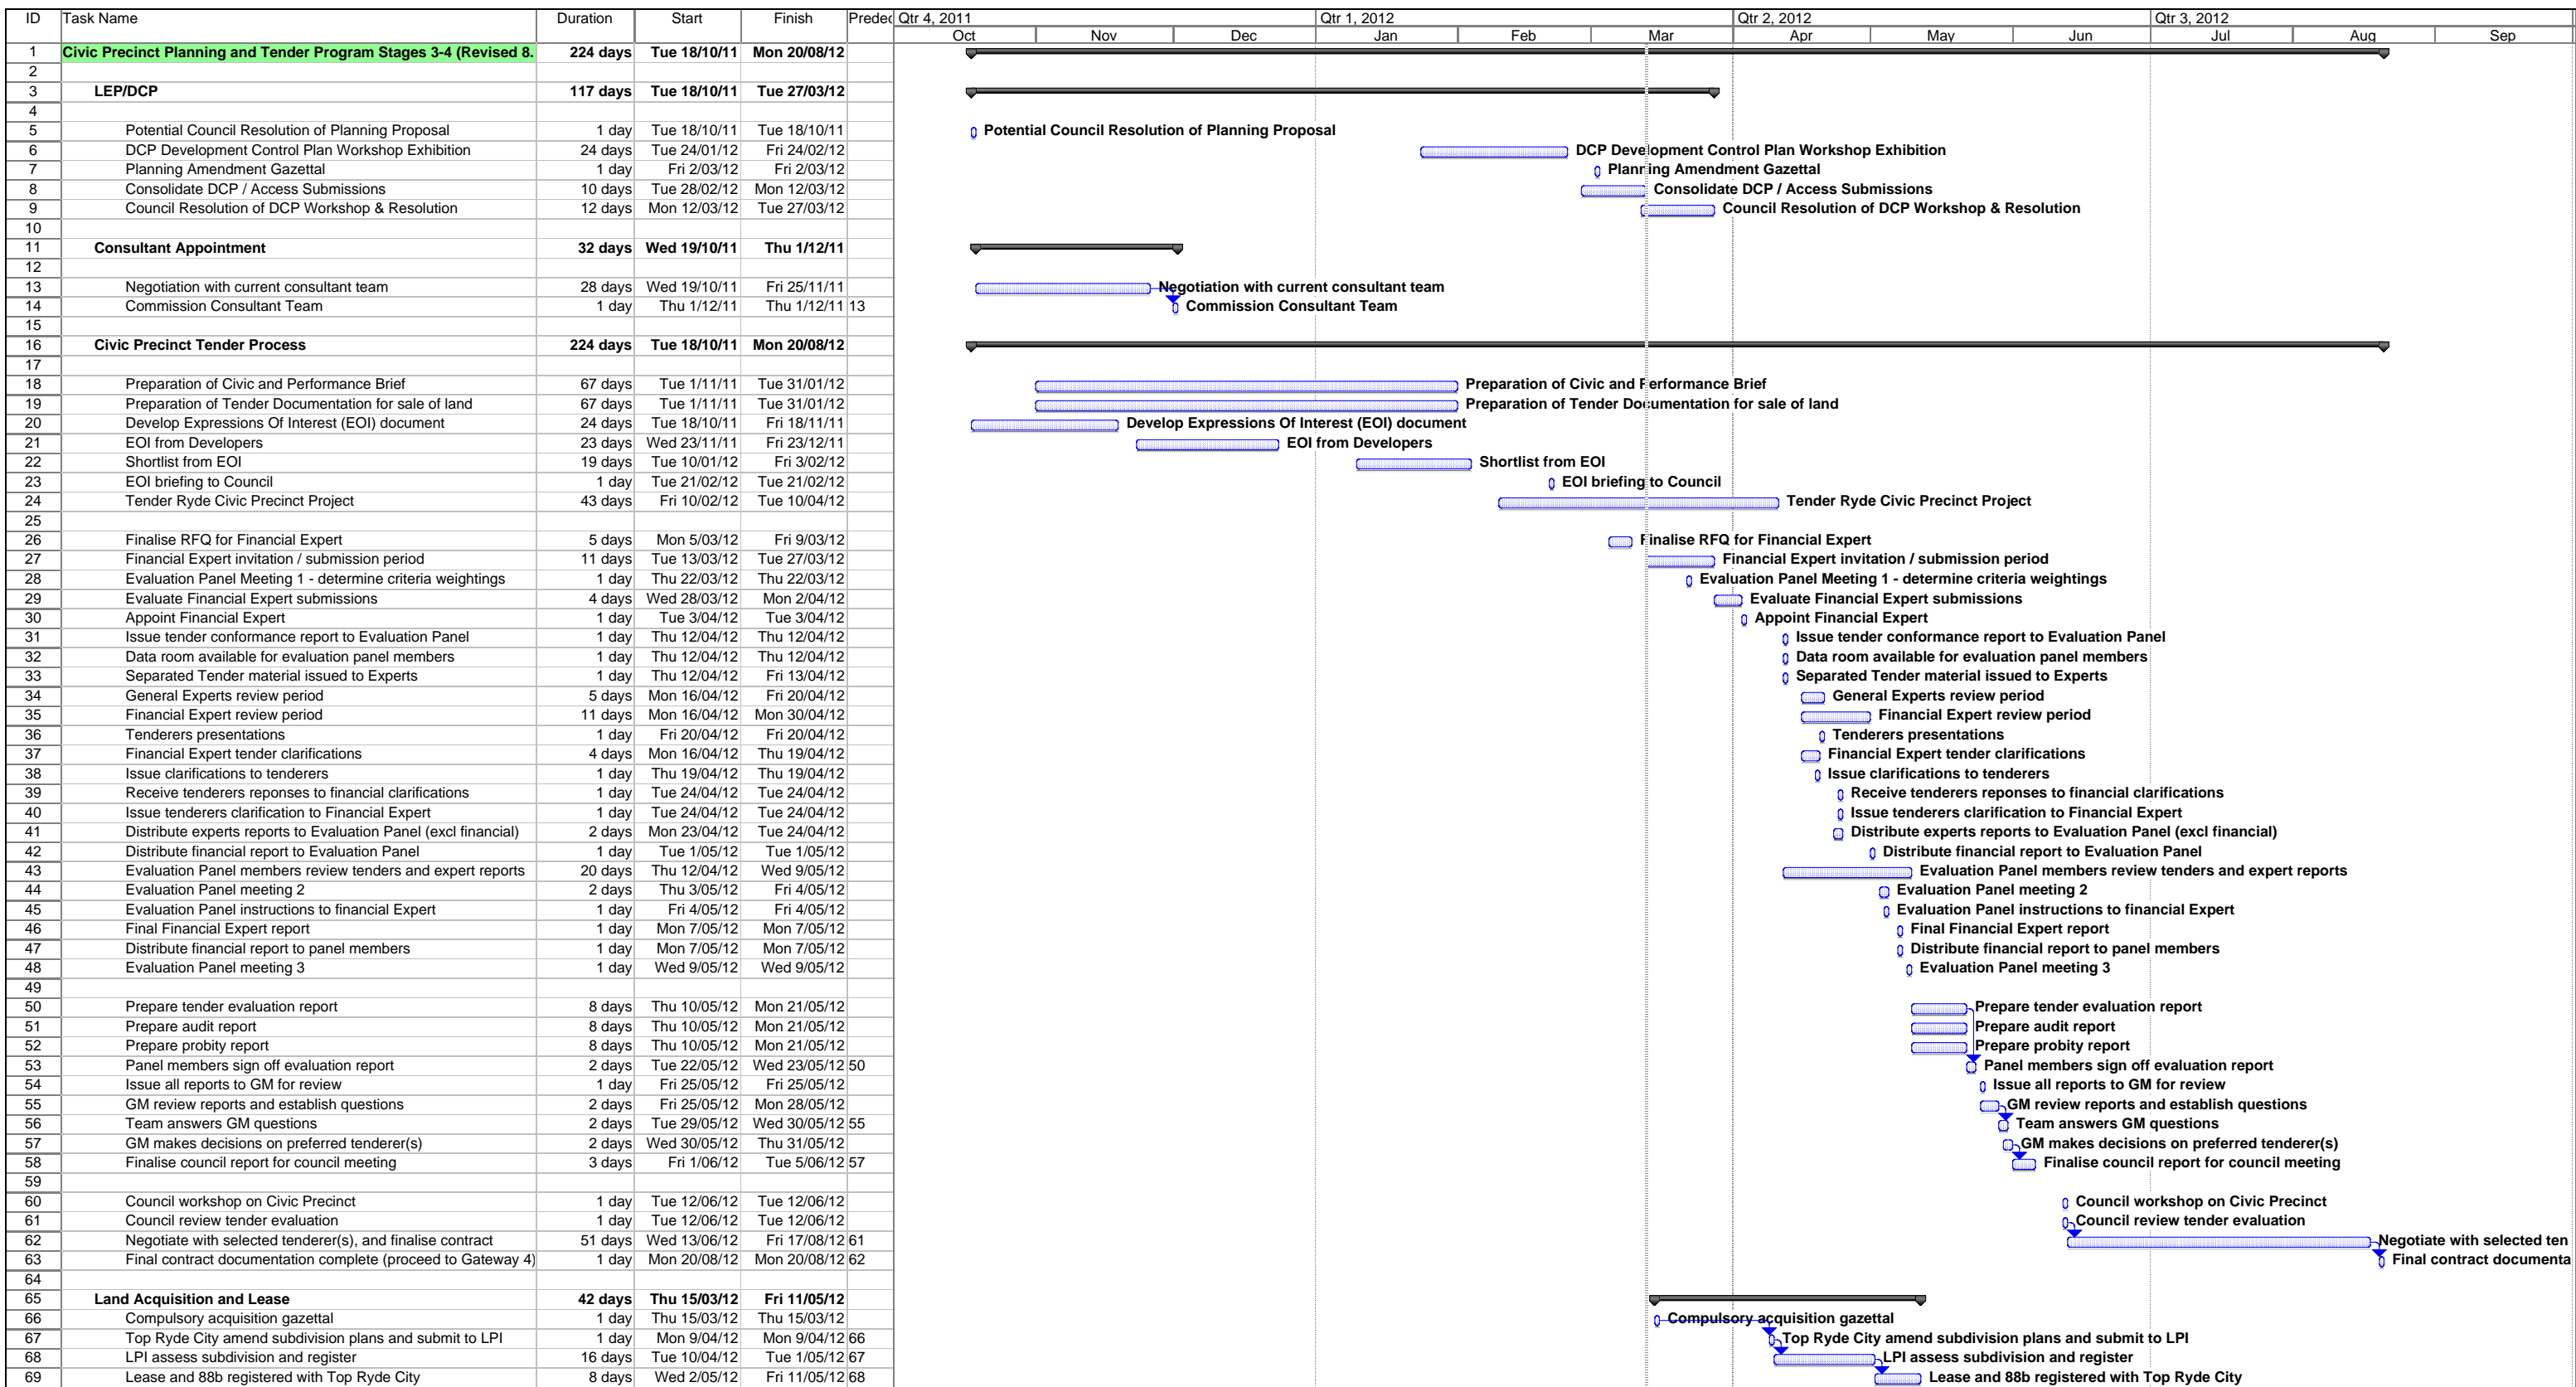 ID Task Name Duration Start Finish Predec Qtr 4, 2011 Qtr 1, 2012 Qtr 2, 2012 Qtr 3, 2012
Oct Nov Dec Jan Feb Mar Apr May Jun Jul Aug Sep
1 Civic Precinct Planning and Tender Program Stages 3-4 (Revised 8. 224 days Tue 18/10/11 Mon 20/08/12
2
3 LEP/DCP 117 days Tue 18/10/11 Tue 27/03/12
4
5 Potential Council Resolution of Planning Proposal 1 day Tue 18/10/11 Tue 18/10/11 Potential Council Resolution of Planning Proposal
6 DCP Development Control Plan Workshop Exhibition 24 days Tue 24/01/12 Fri 24/02/12 DCP Development Control Plan Workshop Exhibition
7 Planning Amendment Gazettal 1 day Fri 2/03/12 Fri 2/03/12 Planning Amendment Gazettal
8 Consolidate DCP / Access Submissions 10 days Tue 28/02/12 Mon 12/03/12 Consolidate DCP / Access Submissions
9 Council Resolution of DCP Workshop & Resolution 12 days Mon 12/03/12 Tue 27/03/12 Council Resolution of DCP Workshop & Resolution
10
11 Consultant Appointment 32 days Wed 19/10/11 Thu 1/12/11
12
13 Negotiation with current consultant team 28 days Wed 19/10/11 Fri 25/11/11 Negotiation with current consultant team
14 Commission Consultant Team 1 day Thu 1/12/11 Thu 1/12/11 13 Commission Consultant Team
15
16 Civic Precinct Tender Process 224 days Tue 18/10/11 Mon 20/08/12
17
18 Preparation of Civic and Performance Brief 67 days Tue 1/11/11 Tue 31/01/12 Preparation of Civic and Performance Brief
19 Preparation of Tender Documentation for sale of land 67 days Tue 1/11/11 Tue 31/01/12 Preparation of Tender Documentation for sale of land
20 Develop Expressions Of Interest (EOI) document 24 days Tue 18/10/11 Fri 18/11/11 Develop Expressions Of Interest (EOI) document
21 EOI from Developers 23 days Wed 23/11/11 Fri 23/12/11 EOI from Developers
22 Shortlist from EOI 19 days Tue 10/01/12 Fri 3/02/12 Shortlist from EOI
23 EOI briefing to Council 1 day Tue 21/02/12 Tue 21/02/12 EOI briefing to Council
24 Tender Ryde Civic Precinct Project 43 days Fri 10/02/12 Tue 10/04/12 Tender Ryde Civic Precinct Project
25
26 Finalise RFQ for Financial Expert 5 days Mon 5/03/12 Fri 9/03/12 Finalise RFQ for Financial Expert
27 Financial Expert invitation / submission period 11 days Tue 13/03/12 Tue 27/03/12 Financial Expert invitation / submission period
28 Evaluation Panel Meeting 1 - determine criteria weightings 1 day Thu 22/03/12 Thu 22/03/12 Evaluation Panel Meeting 1 - determine criteria weightings
29 Evaluate Financial Expert submissions 4 days Wed 28/03/12 Mon 2/04/12 Evaluate Financial Expert submissions
30 Appoint Financial Expert 1 day Tue 3/04/12 Tue 3/04/12 Appoint Financial Expert
31 Issue tender conformance report to Evaluation Panel 1 day Thu 12/04/12 Thu 12/04/12 Issue tender conformance report to Evaluation Panel
32 Data room available for evaluation panel members 1 day Thu 12/04/12 Thu 12/04/12 Data room available for evaluation panel members
33 Separated Tender material issued to Experts 1 day Thu 12/04/12 Fri 13/04/12 Separated Tender material issued to Experts
34 General Experts review period 5 days Mon 16/04/12 Fri 20/04/12 General Experts review period
35 Financial Expert review period 11 days Mon 16/04/12 Mon 30/04/12 Financial Expert review period
36 Tenderers presentations 1 day Fri 20/04/12 Fri 20/04/12 Tenderers presentations
37 Financial Expert tender clarifications 4 days Mon 16/04/12 Thu 19/04/12 Financial Expert tender clarifications
38 Issue clarifications to tenderers 1 day Thu 19/04/12 Thu 19/04/12 Issue clarifications to tenderers
39 Receive tenderers reponses to financial clarifications 1 day Tue 24/04/12 Tue 24/04/12 Receive tenderers reponses to financial clarifications
40 Issue tenderers clarification to Financial Expert 1 day Tue 24/04/12 Tue 24/04/12 Issue tenderers clarification to Financial Expert
41 Distribute experts reports to Evaluation Panel (excl financial) 2 days Mon 23/04/12 Tue 24/04/12 Distribute experts reports to Evaluation Panel (excl financial)
42 Distribute financial report to Evaluation Panel 1 day Tue 1/05/12 Tue 1/05/12 Distribute financial report to Evaluation Panel
43 Evaluation Panel members review tenders and expert reports 20 days Thu 12/04/12 Wed 9/05/12 Evaluation Panel members review tenders and expert reports
44 Evaluation Panel meeting 2 2 days Thu 3/05/12 Fri 4/05/12 Evaluation Panel meeting 2
45 Evaluation Panel instructions to financial Expert 1 day Fri 4/05/12 Fri 4/05/12 Evaluation Panel instructions to financial Expert
46 Final Financial Expert report 1 day Mon 7/05/12 Mon 7/05/12 Final Financial Expert report
47 Distribute financial report to panel members 1 day Mon 7/05/12 Mon 7/05/12 Distribute financial report to panel members
48 Evaluation Panel meeting 3 1 day Wed 9/05/12 Wed 9/05/12 Evaluation Panel meeting 3
49
50 Prepare tender evaluation report 8 days Thu 10/05/12 Mon 21/05/12 Prepare tender evaluation report
51 Prepare audit report 8 days Thu 10/05/12 Mon 21/05/12 Prepare audit report
52 Prepare probity report 8 days Thu 10/05/12 Mon 21/05/12 Prepare probity report
53 Panel members sign off evaluation report 2 days Tue 22/05/12 Wed 23/05/12 50 Panel members sign off evaluation report
54 Issue all reports to GM for review 1 day Fri 25/05/12 Fri 25/05/12 Issue all reports to GM for review
55 GM review reports and establish questions 2 days Fri 25/05/12 Mon 28/05/12 GM review reports and establish questions
56 Team answers GM questions 2 days Tue 29/05/12 Wed 30/05/12 55 Team answers GM questions
57 GM makes decisions on preferred tenderer(s) 2 days Wed 30/05/12 Thu 31/05/12 GM makes decisions on preferred tenderer(s)
58 Finalise council report for council meeting 3 days Fri 1/06/12 Tue 5/06/12 57 Finalise council report for council meeting
59
60 Council workshop on Civic Precinct 1 day Tue 12/06/12 Tue 12/06/12 Council workshop on Civic Precinct
61 Council review tender evaluation 1 day Tue 12/06/12 Tue 12/06/12 Council review tender evaluation
62 Negotiate with selected tenderer(s), and finalise contract 51 days Wed 13/06/12 Fri 17/08/12 61 Negotiate with selected ten
63 Final contract documentation complete (proceed to Gateway 4) 1 day Mon 20/08/12 Mon 20/08/12 62 Final contract documenta
64
65 Land Acquisition and Lease 42 days Thu 15/03/12 Fri 11/05/12
66 Compulsory acquisition gazettal 1 day Thu 15/03/12 Thu 15/03/12 Compulsory acquisition gazettal
67 Top Ryde City amend subdivision plans and submit to LPI 1 day Mon 9/04/12 Mon 9/04/12 66 Top Ryde City amend subdivision plans and submit to LPI
68 LPI assess subdivision and register 16 days Tue 10/04/12 Tue 1/05/12 67 LPI assess subdivision and register
69 Lease and 88b registered with Top Ryde City 8 days Wed 2/05/12 Fri 11/05/12 68 Lease and 88b registered with Top Ryde City